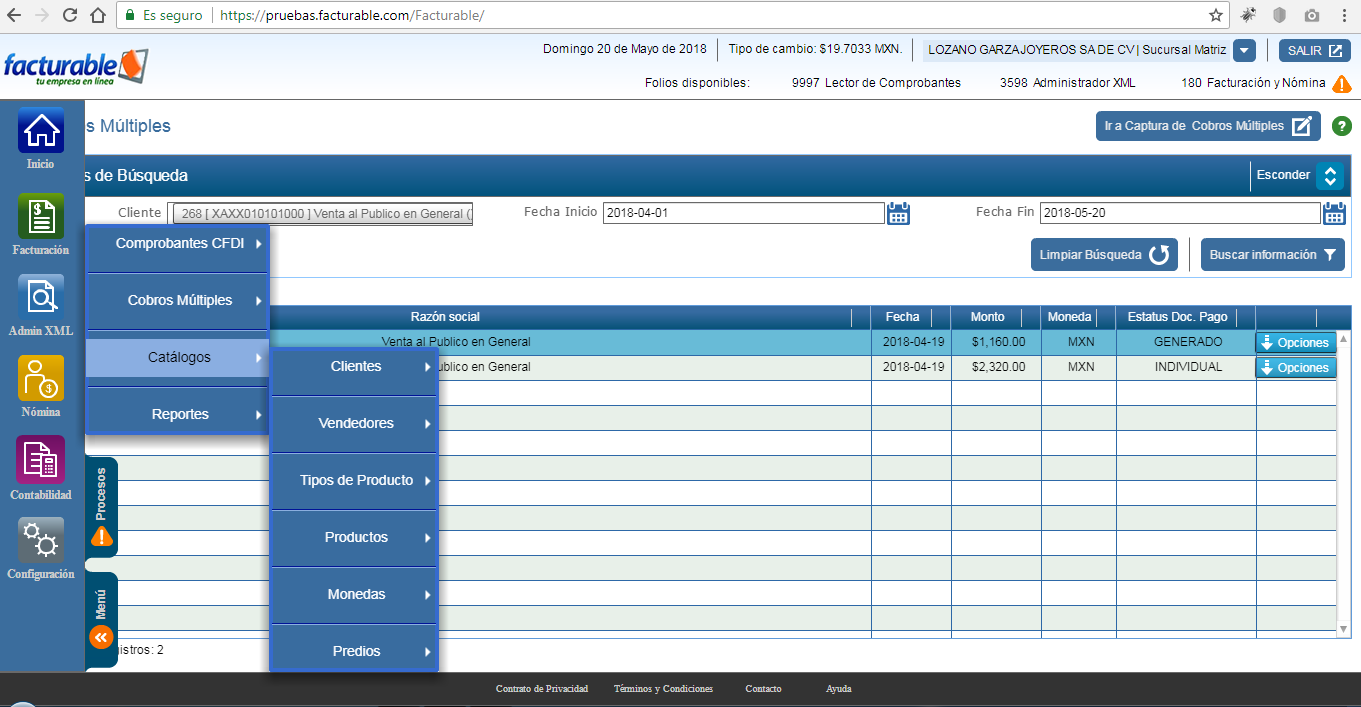 Es seguro https://pruebas.facturable.com/Facturable/
facturable
tu empresa en línea
Domingo 20 de Mayo de 2018 Tipo de cambio: $19.7033 MXN. LOZANO GARZA JOYEROS SA DE CV | Sucursal Matriz SALIR
Folios disponibles: 9997 Lector de Comprobantes 3598 Administrador XML 180 Facturación y Nómina
s Múltiples Ir a Captura de Cobros Múltiples ?
s de Búsqueda Esconder
Cliente 268 [ XAXX010101000 ] Venta al Publico en General ( Fecha Inicio 2018-04-01 Fecha Fin 2018-05-20
Limpiar Búsqueda Buscar información
Inicio
Facturación
Admin XML
Nómina
Contabilidad
Configuración
Comprobantes CFDI
Cobros Múltiples
Catálogos
Reportes
Clientes
Vendedores
Tipos de Producto
Productos
Monedas
Predios
Procesos
Menú
Razón social Fecha Monto Moneda Estatus Doc. Pago
Venta al Publico en General 2018-04-19 $1,160.00 MXN GENERADO Opciones
ublico en General 2018-04-19 $2,320.00 MXN INDIVIDUAL Opciones
istros: 2
Contrato de Privacidad Términos y Condiciones Contacto Ayuda